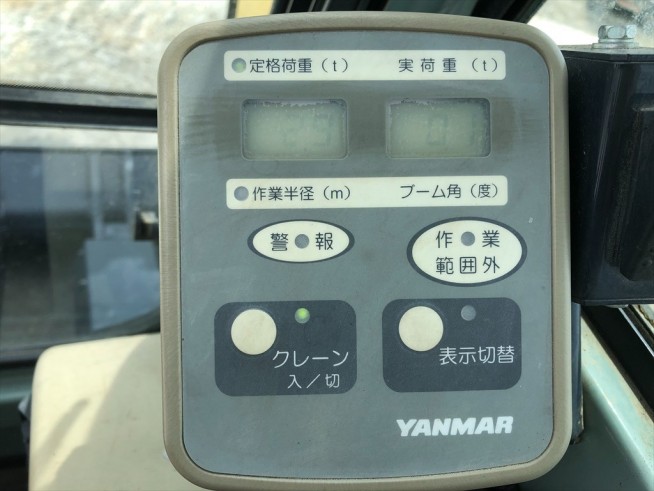 定格荷重(t) 実荷重(t)
作業半径(m) ブーム角(度)
警報
作業
範囲外
クレーン
入/切
表示切替
YANMAR